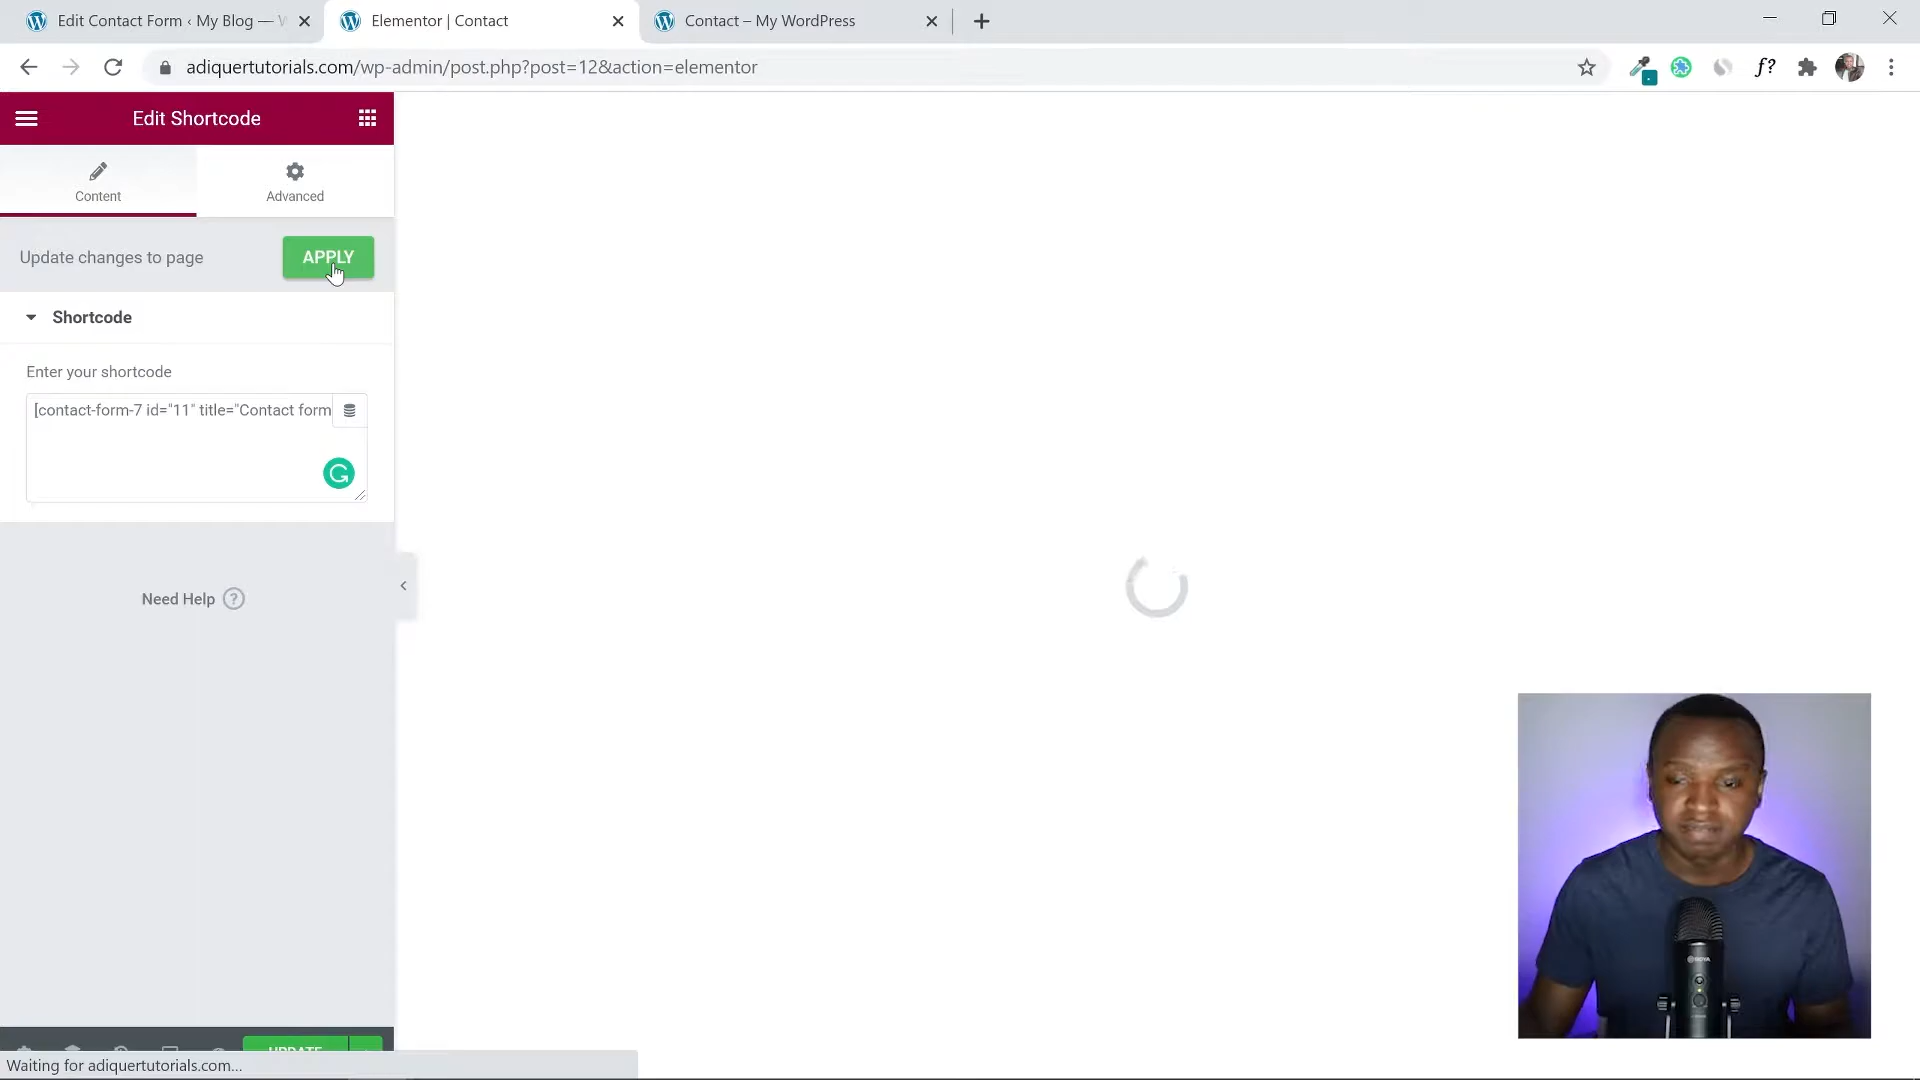 Edit Contact Form ‹ My Blog —
Elementor | Contact
Contact – My WordPress
adiquertutorials.com/wp-admin/post.php?post=12&action=elementor
f?
Edit Shortcode
Content
Advanced
Update changes to page
APPLY
Shortcode
Enter your shortcode
[contact-form-7 id="11" title="Contact form
Need Help ?
UPDATE
Waiting for adiquertutorials.com...
BOYA